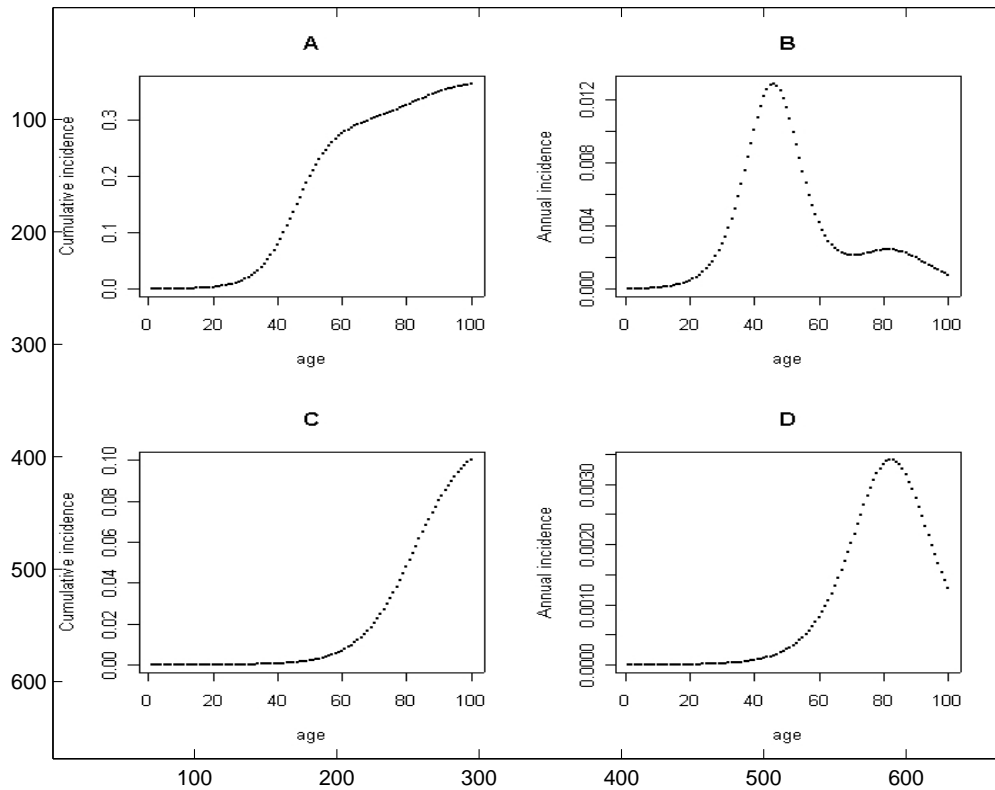 A
Cumulative incidence
0.0 0.1 0.2 0.3
0 20 40 60 80 100
age
B
Annual incidence
0.000 0.004 0.008 0.012
0 20 40 60 80 100
age
C
Cumulative incidence
0.00 0.02 0.04 0.06 0.08 0.10
0 20 40 60 80 100
age
D
Annual incidence
0.0000 0.0010 0.0020 0.0030
0 20 40 60 80 100
age
100
200
300
400
500
600
100 200 300 400 500 600